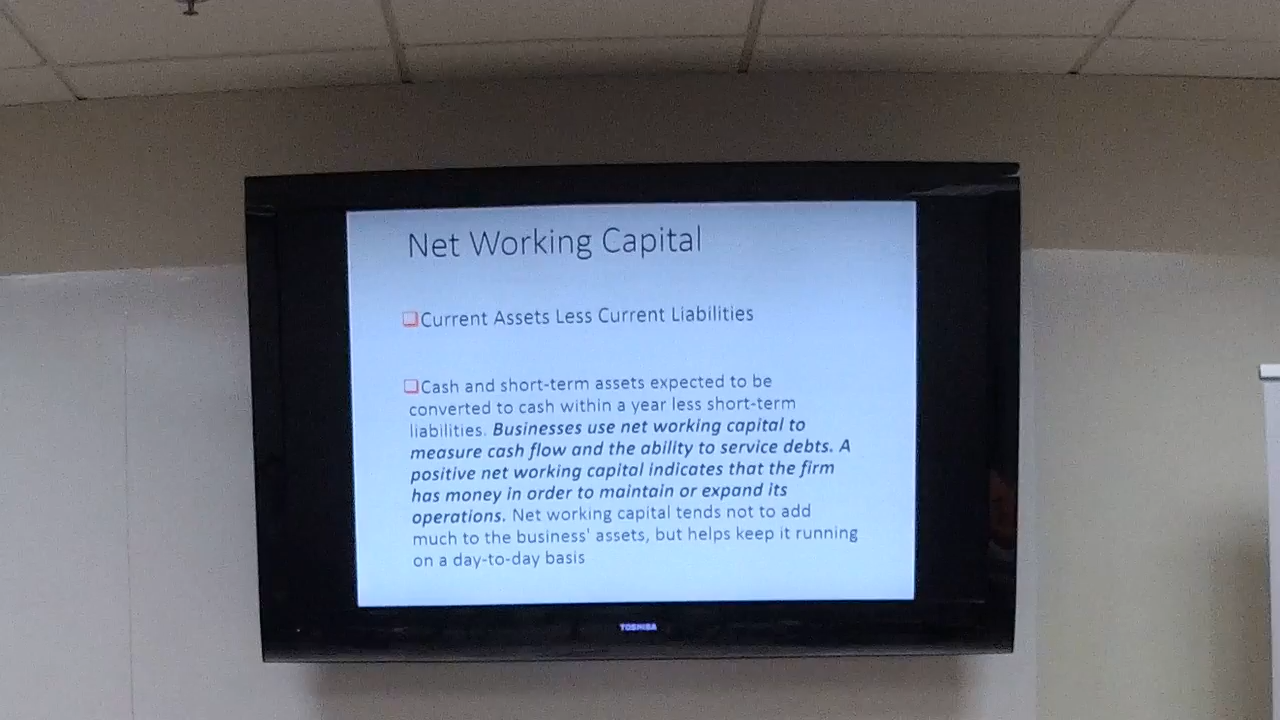 Net Working Capital
Current Assets Less Current Liabilities
Cash and short-term assets expected to be
converted to cash within a year less short-term
liabilities. Businesses use net working capital to
measure cash flow and the ability to service debts. A
positive net working capital indicates that the firm
has money in order to maintain or expand its
operations. Net working capital tends not to add
much to the business' assets, but helps keep it running
on a day-to-day basis
TOSHIBA